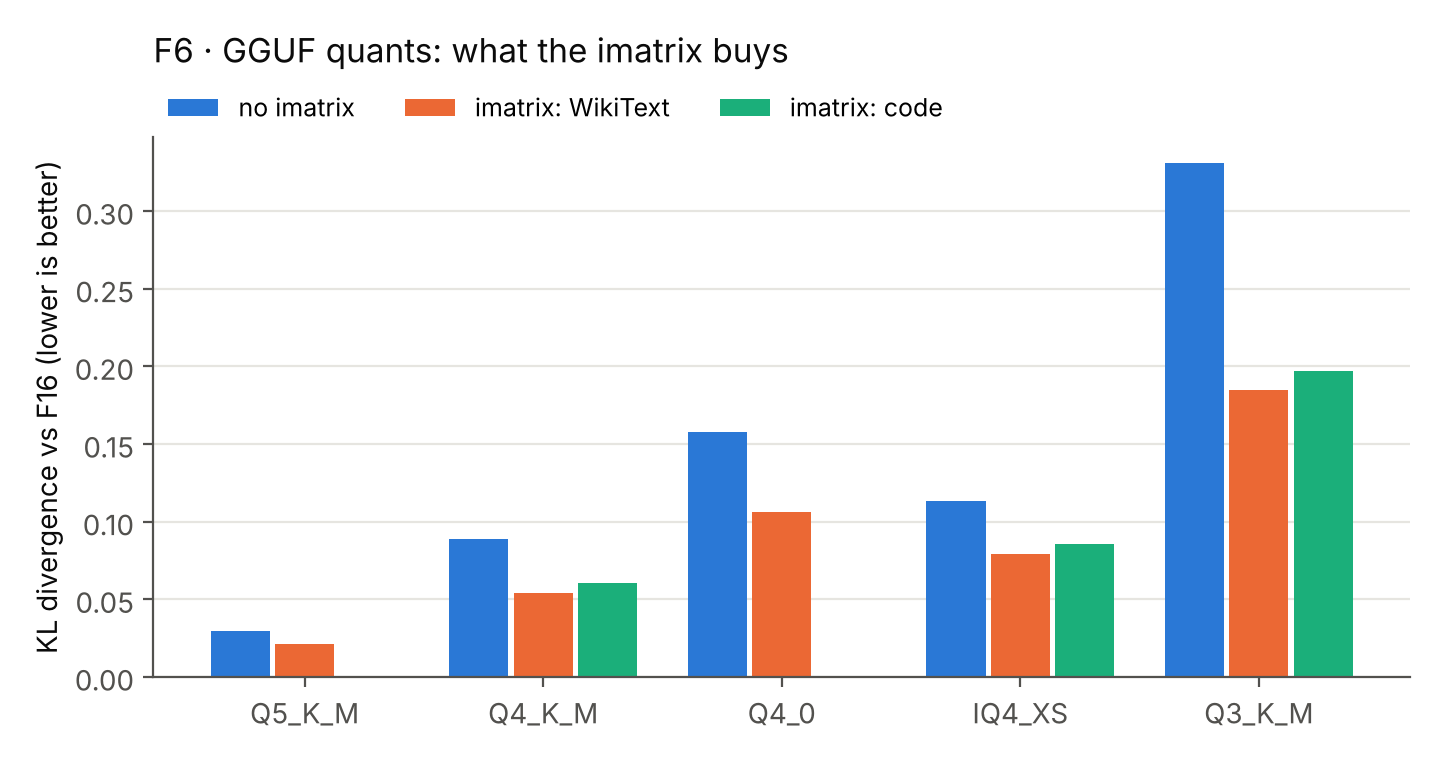 F6 · GGUF quants: what the imatrix buys
no imatrix imatrix: WikiText imatrix: code
KL divergence vs F16 (lower is better)
0.30
0.25
0.20
0.15
0.10
0.05
0.00
Q5_K_M Q4_K_M Q4_0 IQ4_XS Q3_K_M